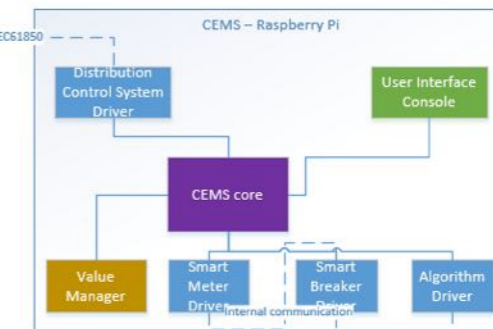 CEMS – Raspberry Pi
EC61850
Distribution
Control System
Driver
User Interface
Console
CEMS core
Value
Manager
Smart
Meter
Driver
Smart
Breaker
Driver
Algorithm
Driver
Internal communication